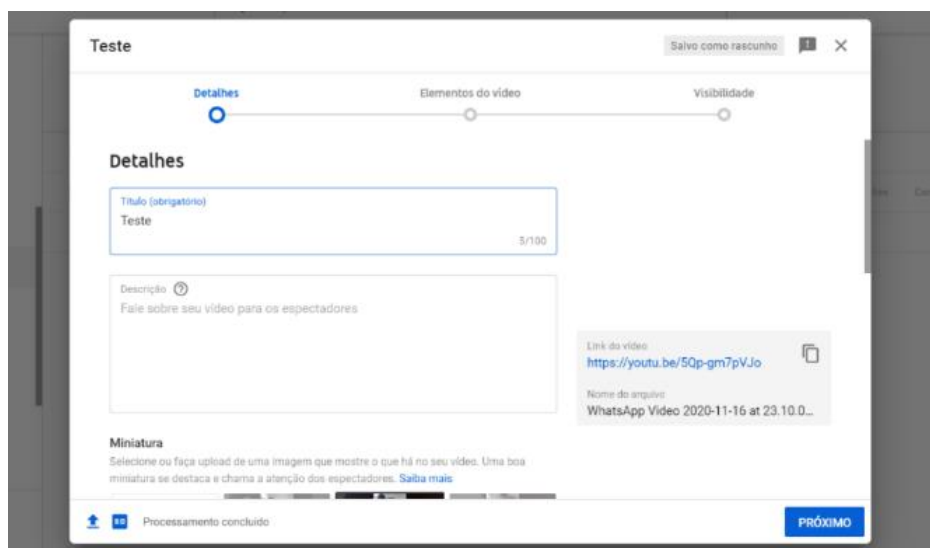 Teste
Salvo como rascunho
Detalhes
Elementos do vídeo
Visibilidade
Detalhes
Título (obrigatório)
Teste
5/100
Descrição
Fale sobre seu vídeo para os espectadores
Link do vídeo
https://youtu.be/5Qp-gm7pVJo
Nome do arquivo
WhatsApp Video 2020-11-16 at 23.10.0...
Miniatura
Selecione ou faça upload de uma imagem que mostre o que há no seu vídeo. Uma boa
miniatura se destaca e chama a atenção dos espectadores. Saiba mais
Processamento concluído
PRÓXIMO